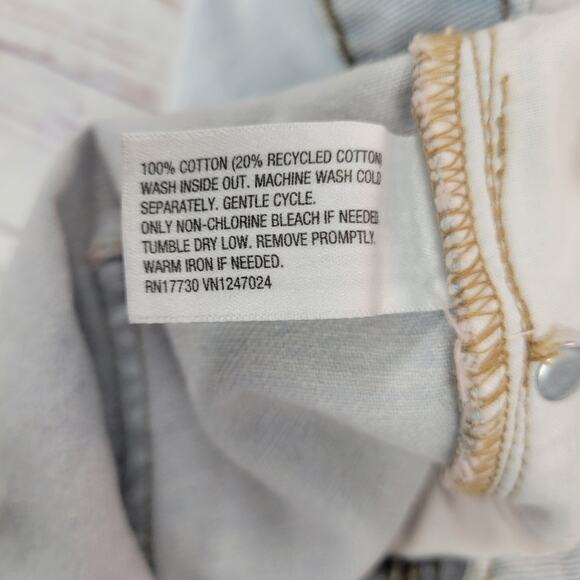 100% COTTON (20% RECYCLED COTTON)
WASH INSIDE OUT. MACHINE WASH COLD
SEPARATELY. GENTLE CYCLE.
ONLY NON-CHLORINE BLEACH IF NEEDED
TUMBLE DRY LOW. REMOVE PROMPTLY.
WARM IRON IF NEEDED.
RN17730 VN1247024